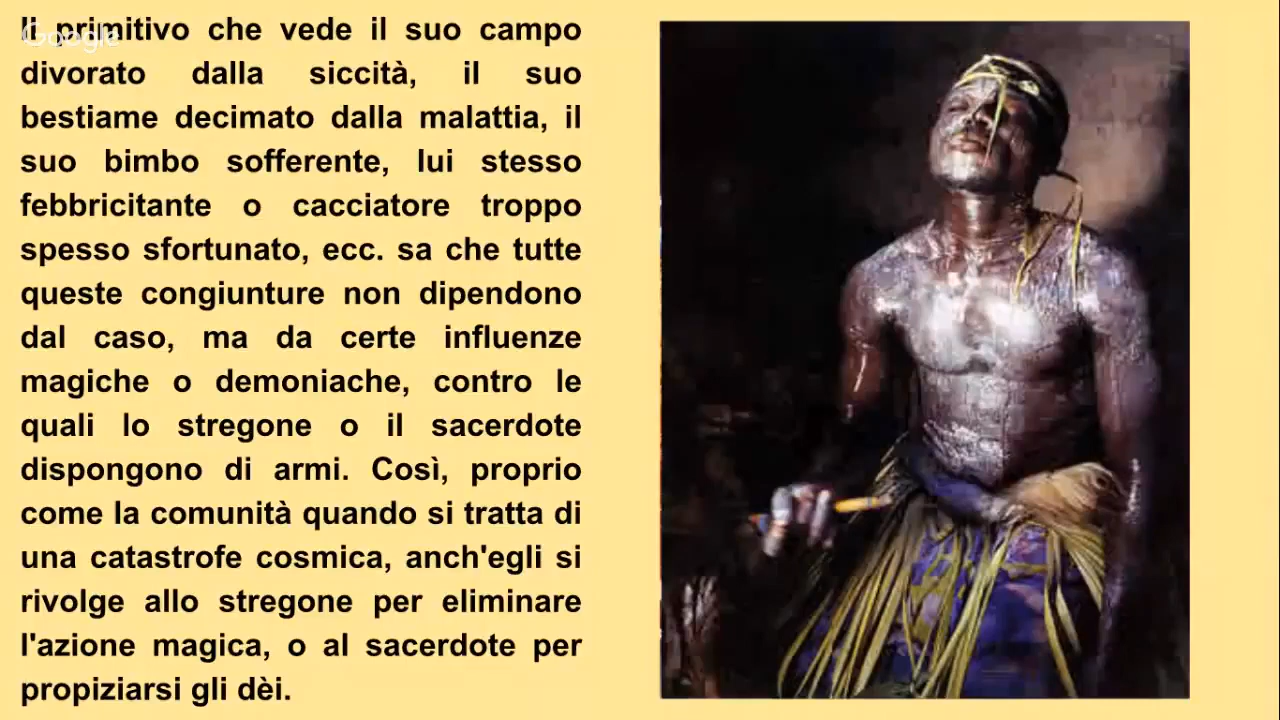 Il primitivo che vede il suo campo
divorato dalla siccità, il suo
bestiame decimato dalla malattia, il
suo bimbo sofferente, lui stesso
febbricitante o cacciatore troppo
spesso sfortunato, ecc. sa che tutte
queste congiunture non dipendono
dal caso, ma da certe influenze
magiche o demoniache, contro le
quali lo stregone o il sacerdote
dispongono di armi. Così, proprio
come la comunità quando si tratta di
una catastrofe cosmica, anch'egli si
rivolge allo stregone per eliminare
l'azione magica, o al sacerdote per
propiziarsi gli dèi.
Google